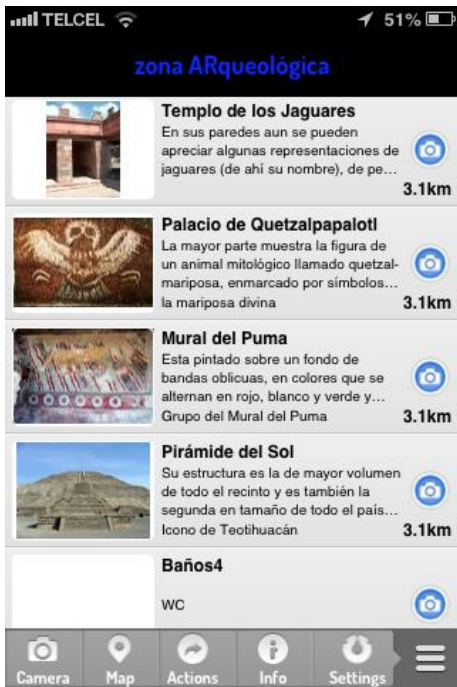 TELCEL 51%
zona ARqueológica
Templo de los Jaguares
En sus paredes aun se pueden
apreciar algunas representaciones de
jaguares (de ahí su nombre), de pe...
3.1km
Palacio de Quetzalpapalotl
La mayor parte muestra la figura de
un animal mitológico llamado quetzal-
mariposa, enmarcado por símbolos...
la mariposa divina 3.1km
Mural del Puma
Esta pintado sobre un fondo de
bandas oblicuas, en colores que se
alternan en rojo, blanco y verde y...
Grupo del Mural del Puma 3.1km
Pirámide del Sol
Su estructura es la de mayor volumen
de todo el recinto y es también la
segunda en tamaño de todo el país...
Icono de Teotihuacán 3.1km
Baños4
WC
Camera Map Actions Info Settings